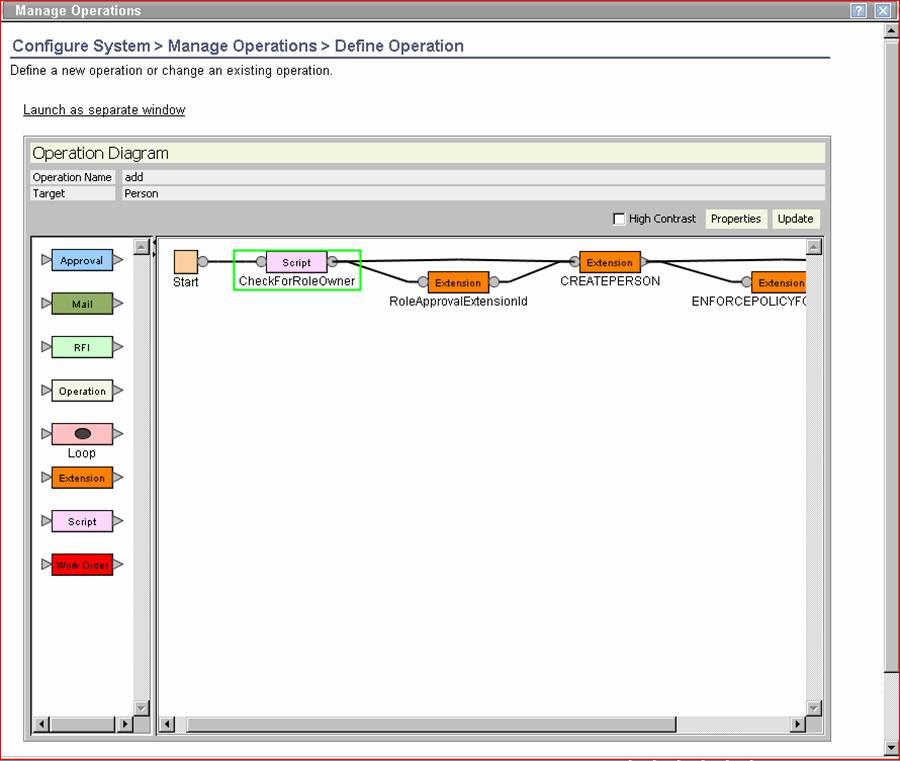 Manage Operations
Configure System > Manage Operations > Define Operation
Define a new operation or change an existing operation.
Launch as separate window
Operation Diagram
Operation Name add
Target Person
High Contrast Properties Update
Approval
Mail
RFI
Operation
Loop
Extension
Script
Work Order
Start
Script
CheckForRoleOwner
Extension
RoleApprovalExtensionId
Extension
CREATEPERSON
Extension
ENFORCEPOLICYFO